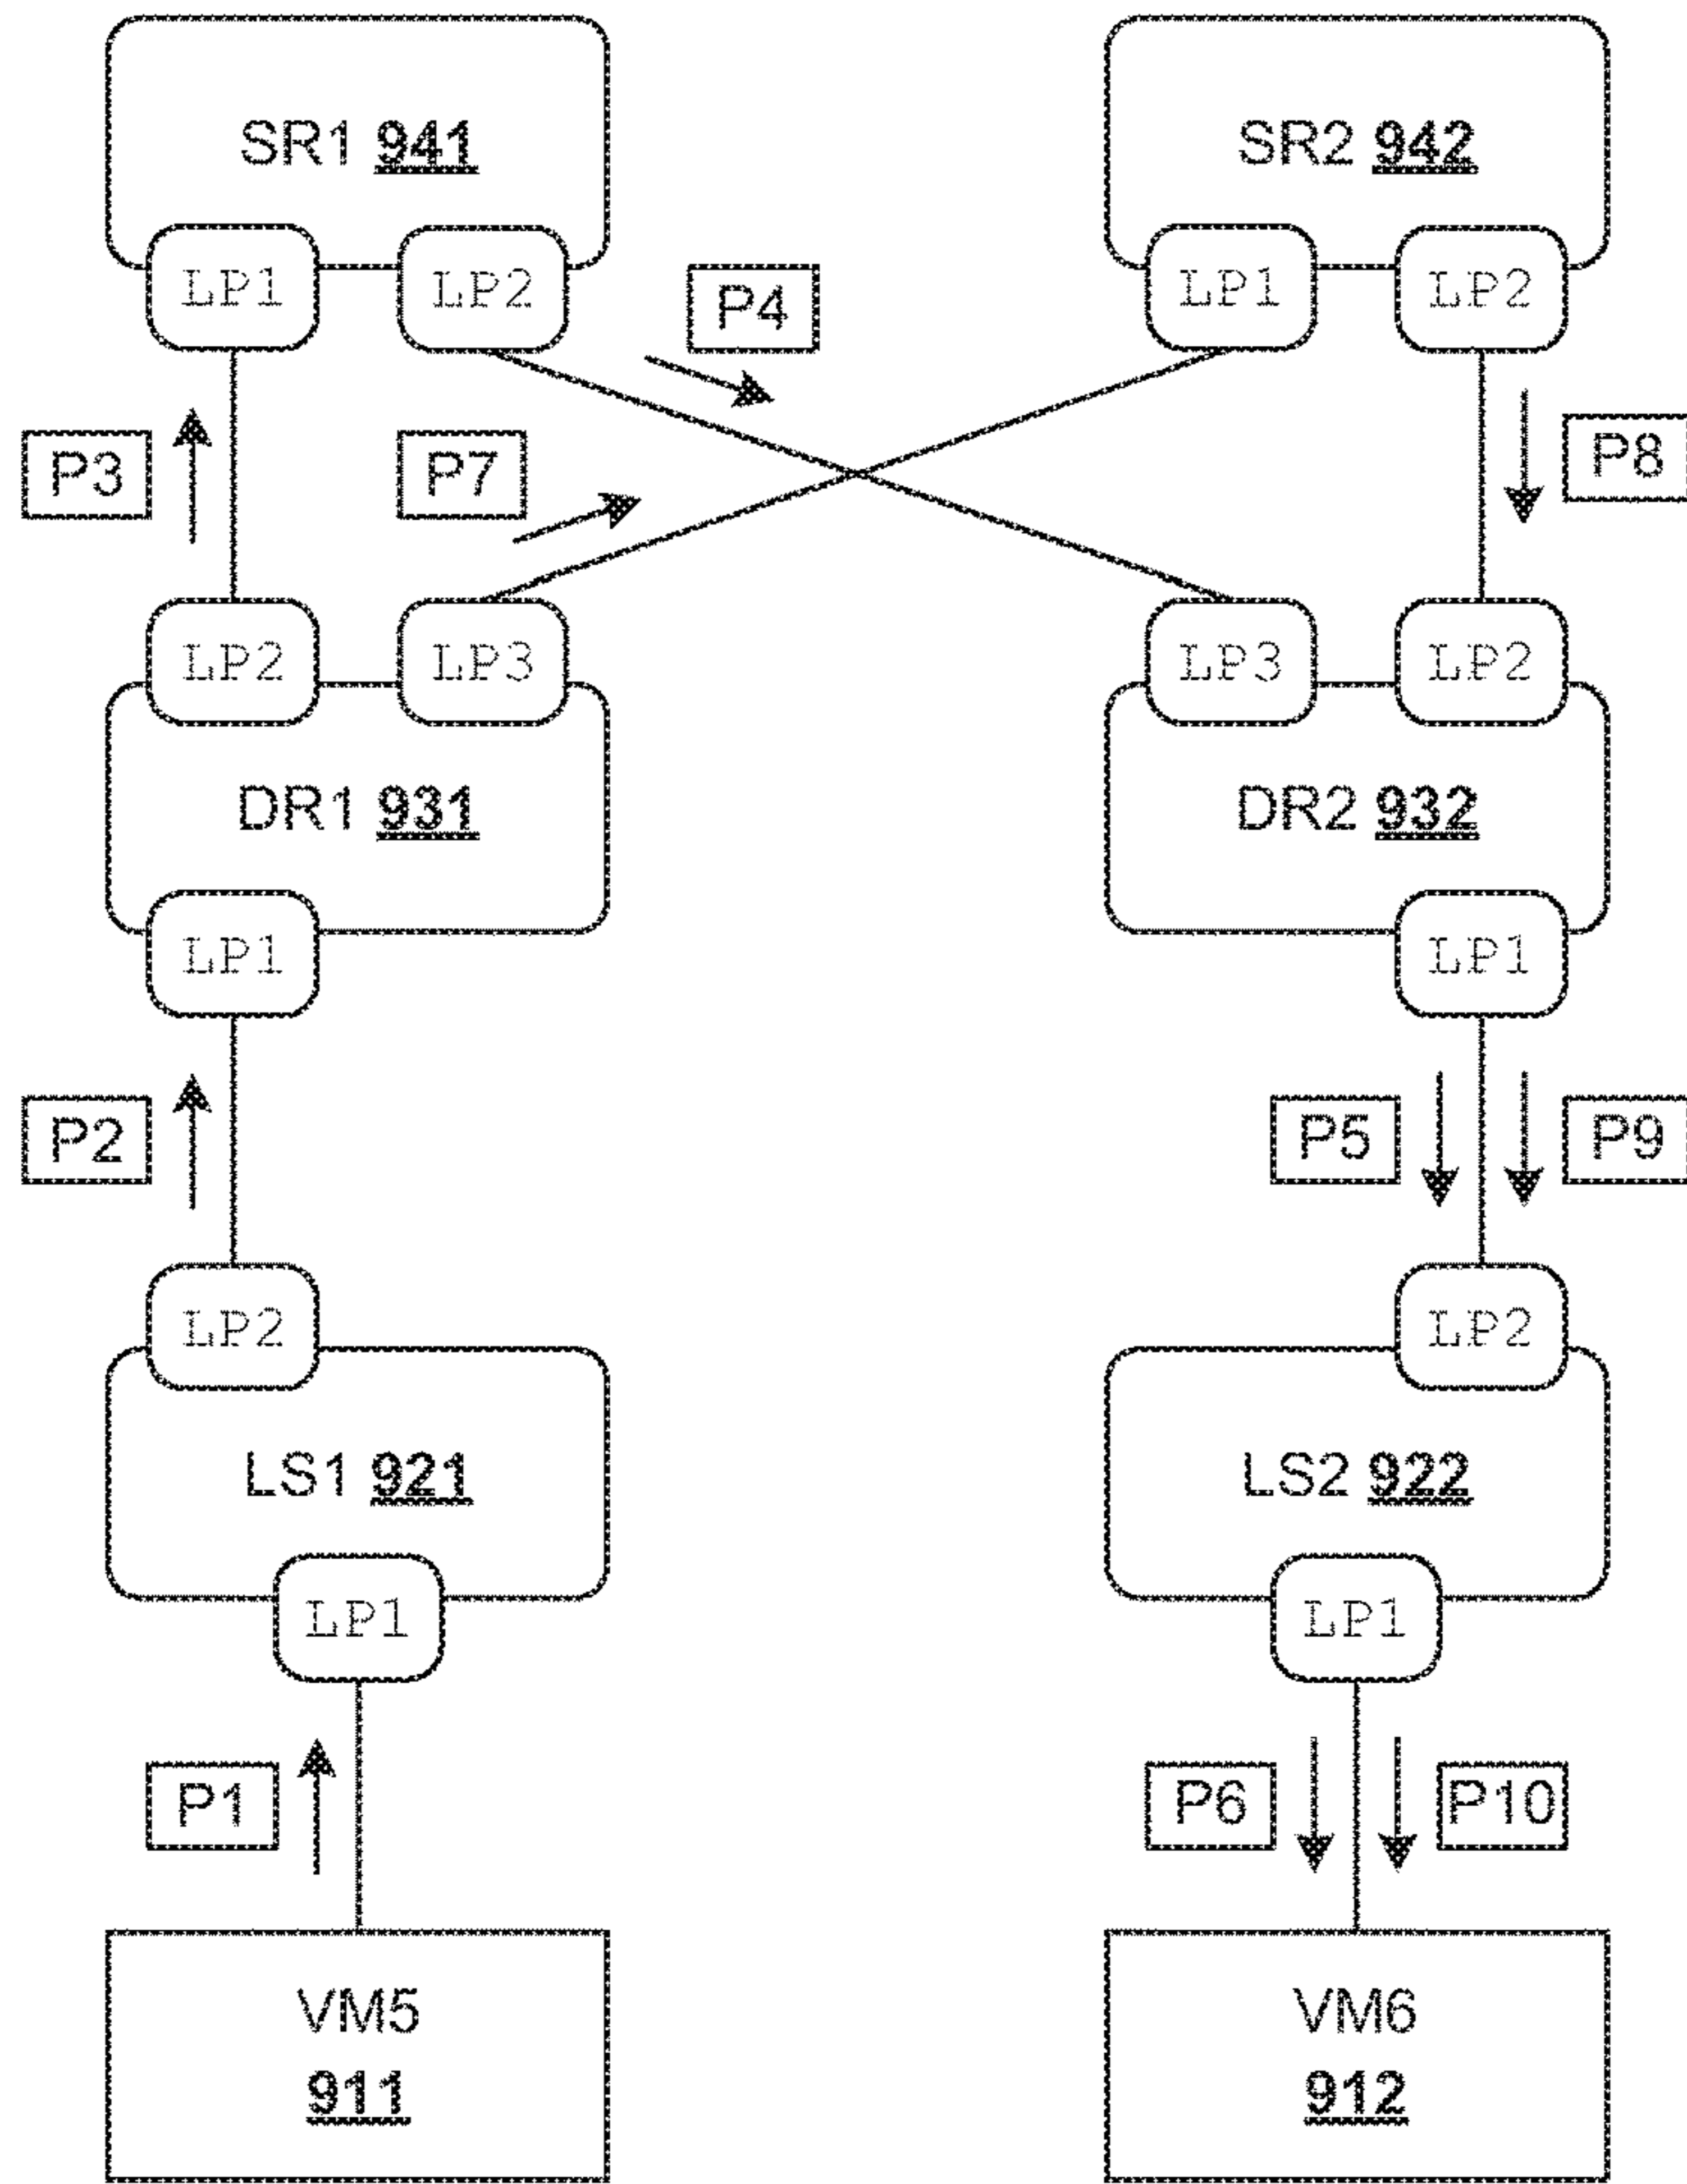 SR1 941
SR2 942
LP1
LP2
P4
LP1
LP2
P3
P7
P8
LP2
LP3
LP3
LP2
DR1 931
DR2 932
LP1
LP1
P2
P5
P9
LP2
LP2
LS1 921
LS2 922
LP1
LP1
P1
P6
P10
VM5
911
VM6
912